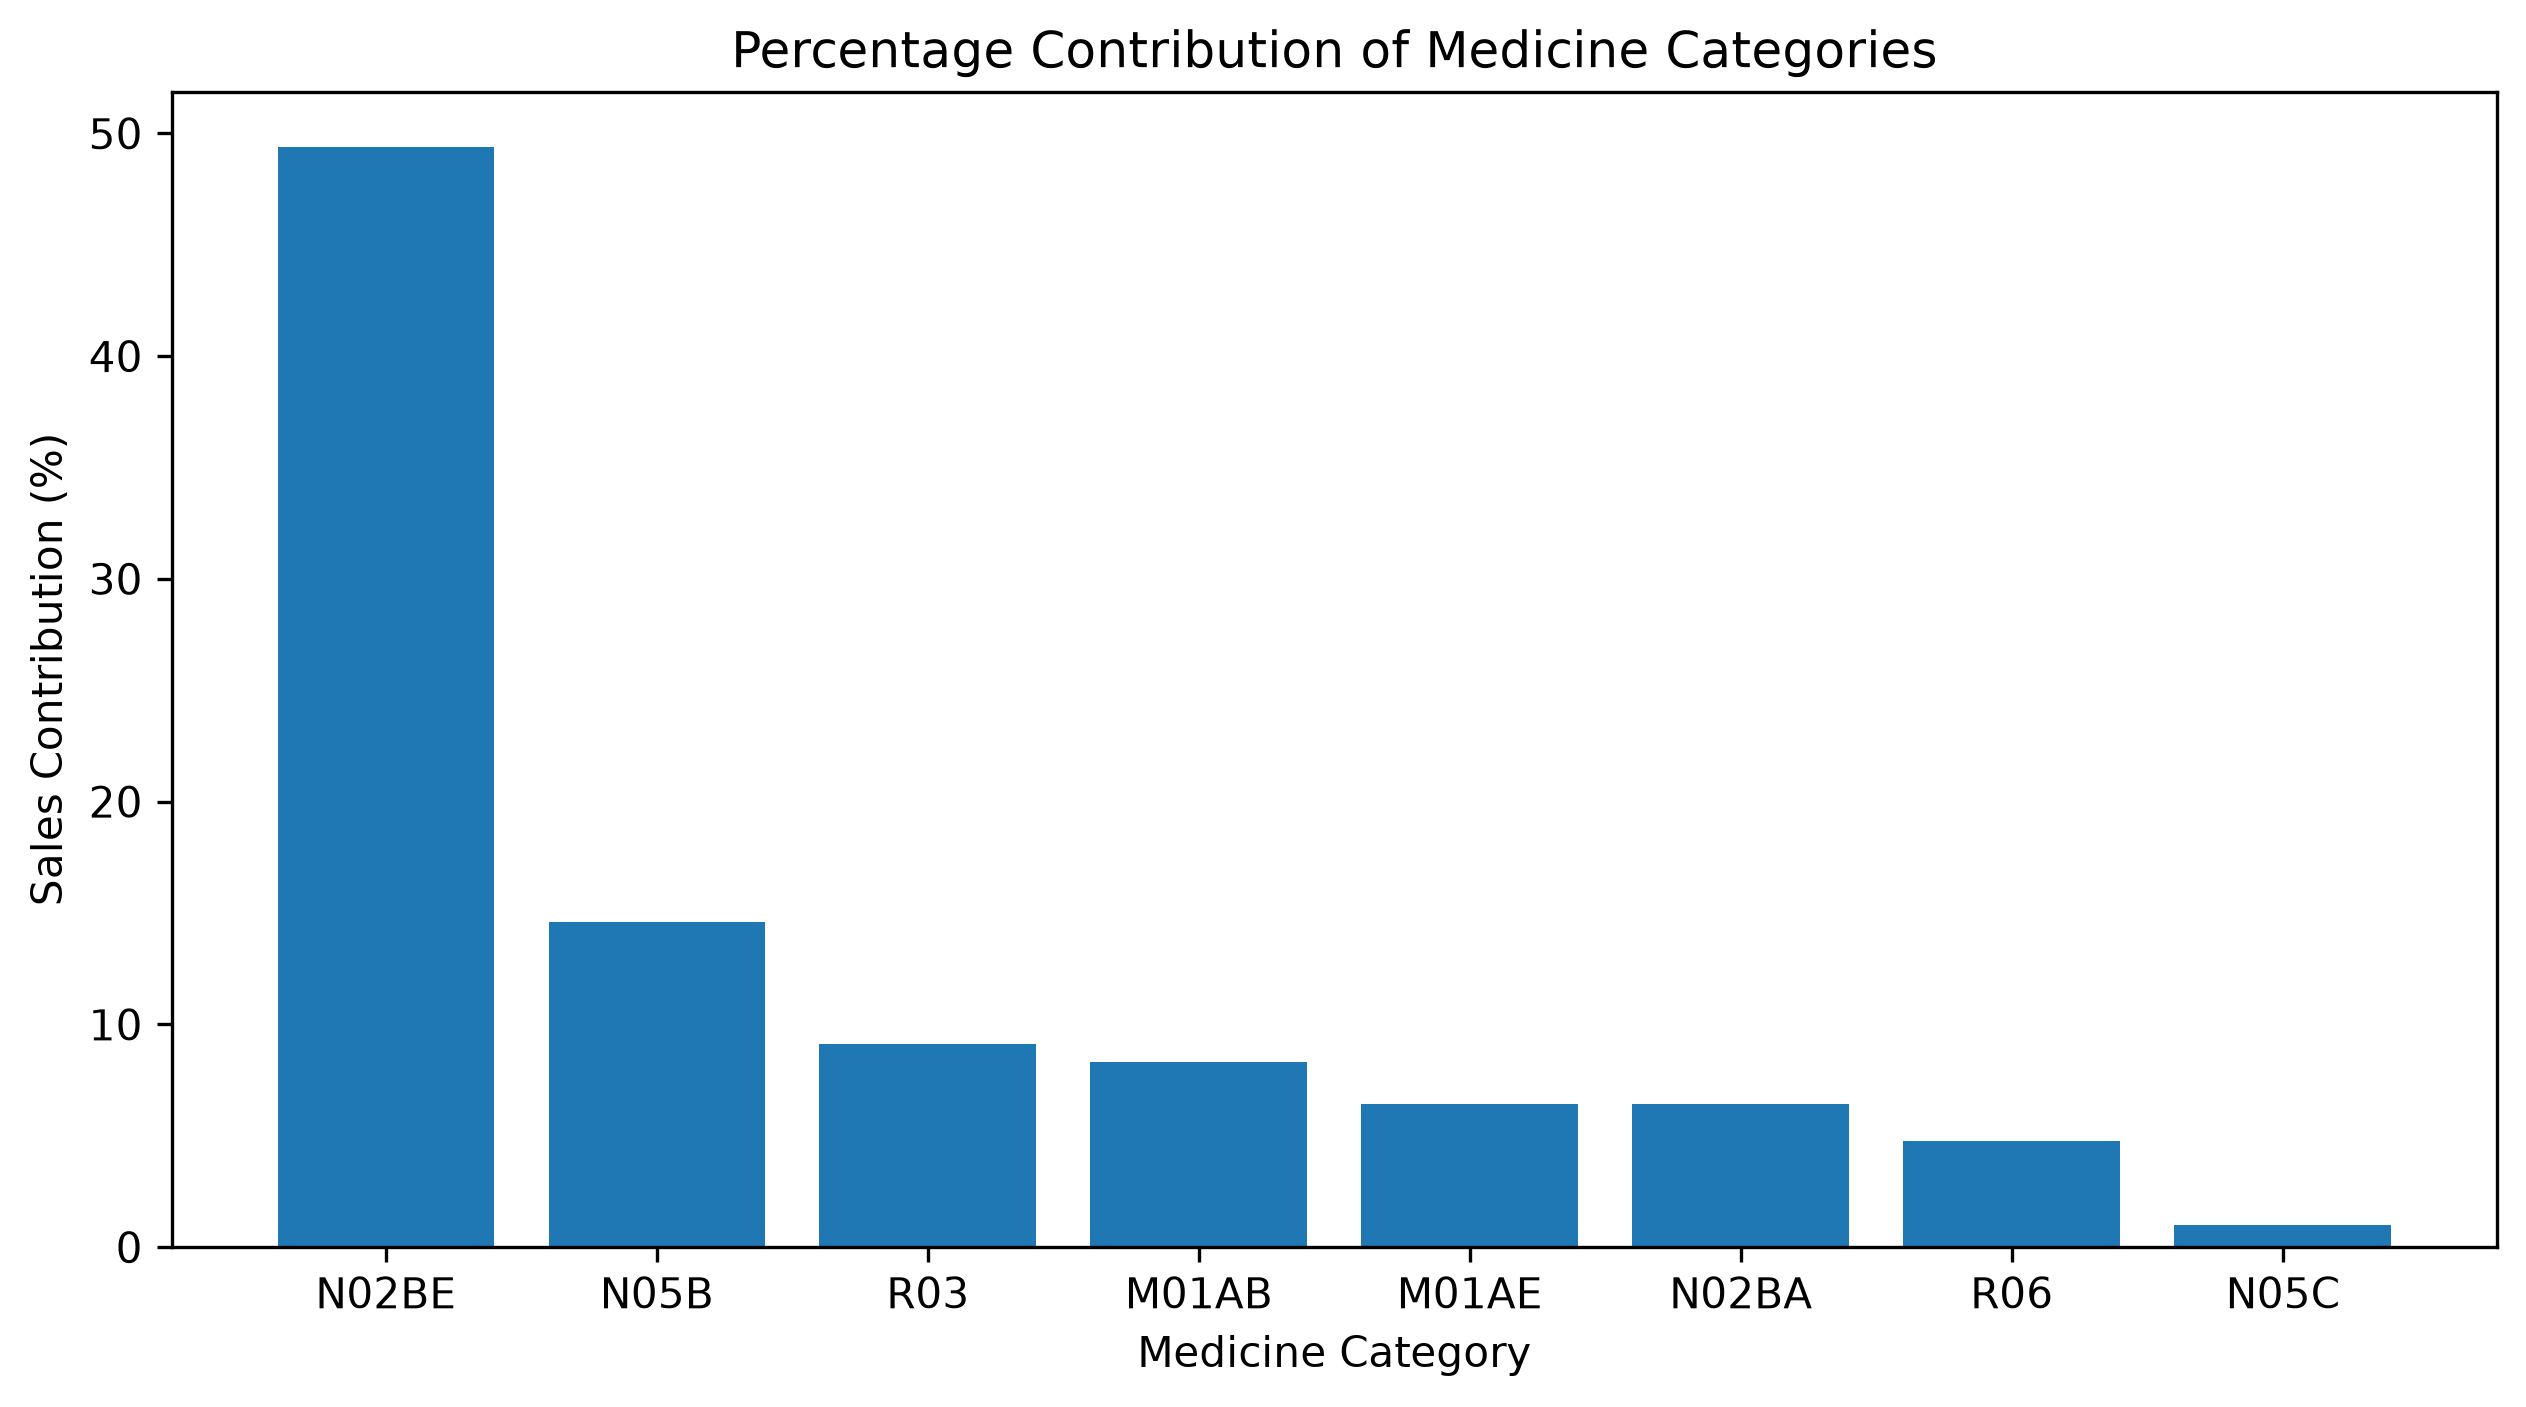 Percentage Contribution of Medicine Categories
Sales Contribution (%)
50
40
30
20
10
0
N02BE N05B R03 M01AB M01AE N02BA R06 N05C
Medicine Category